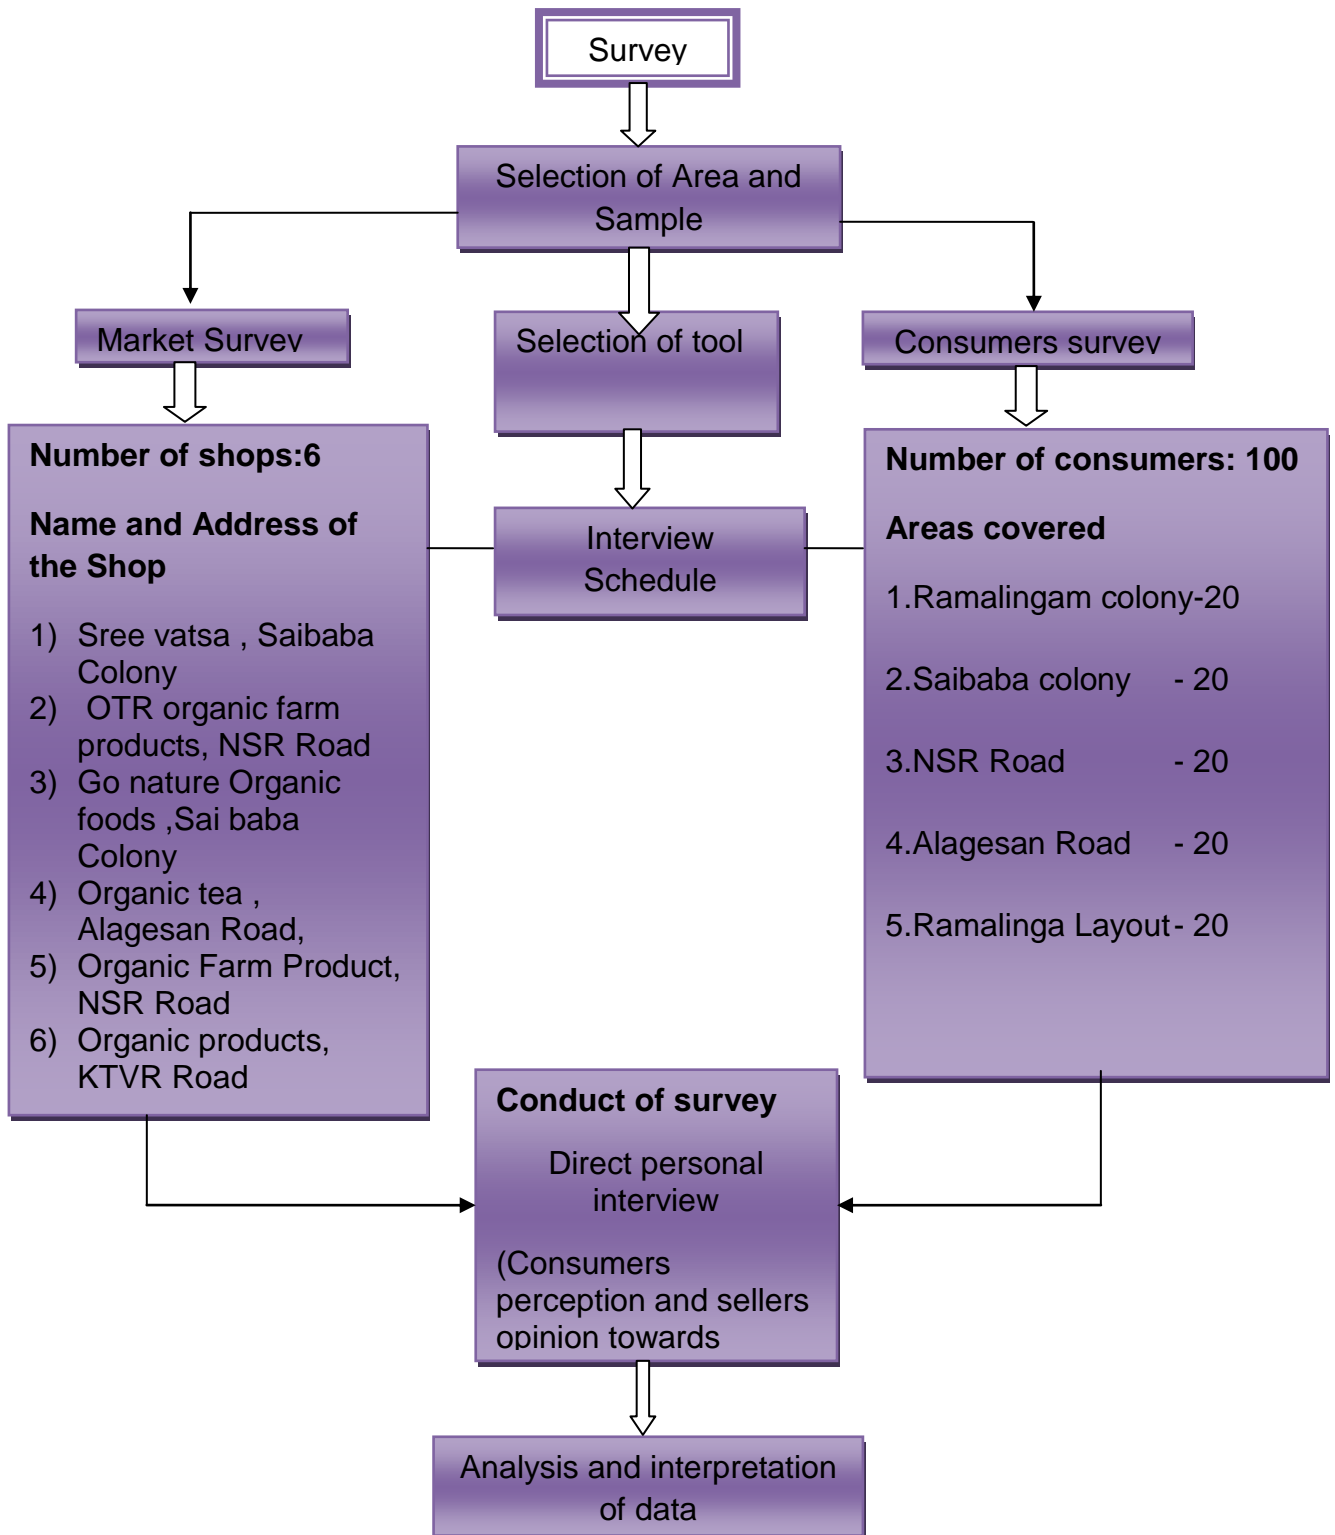 Survey
Selection of Area and
Sample
Market Survey
Selection of tool
Consumers survey
Number of shops:6
Name and Address of
the Shop
1) Sree vatsa , Saibaba
Colony
2) OTR organic farm
products, NSR Road
3) Go nature Organic
foods ,Sai baba
Colony
4) Organic tea ,
Alagesan Road,
5) Organic Farm Product,
NSR Road
6) Organic products,
KTVR Road
Interview
Schedule
Number of consumers: 100
Areas covered
1.Ramalingam colony-20
2.Saibaba colony - 20
3.NSR Road - 20
4.Alagesan Road - 20
5.Ramalinga Layout - 20
Conduct of survey
Direct personal
interview
(Consumers
perception and sellers
opinion towards
Analysis and interpretation
of data